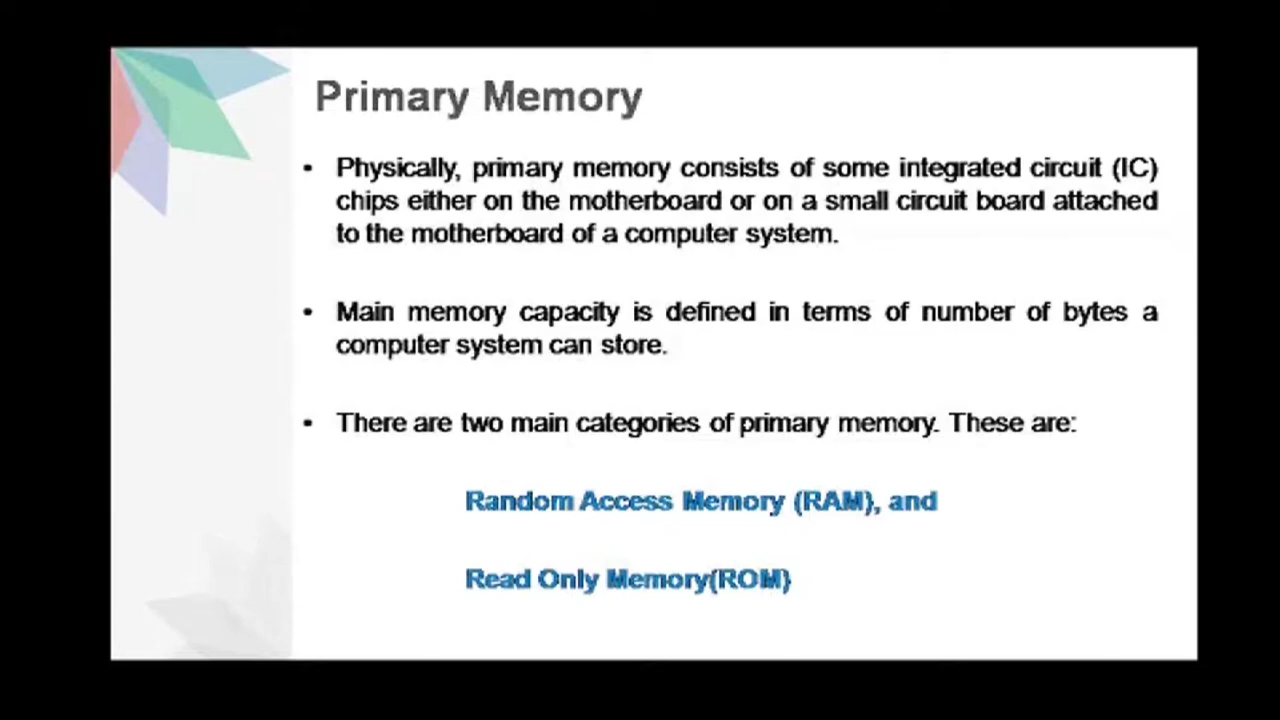 Primary Memory
• Physically, primary memory consists of some integrated circuit (IC)
chips either on the motherboard or on a small circuit board attached
to the motherboard of a computer system.
• Main memory capacity is defined in terms of number of bytes a
computer system can store.
• There are two main categories of primary memory. These are:
Random Access Memory (RAM), and
Read Only Memory(ROM)